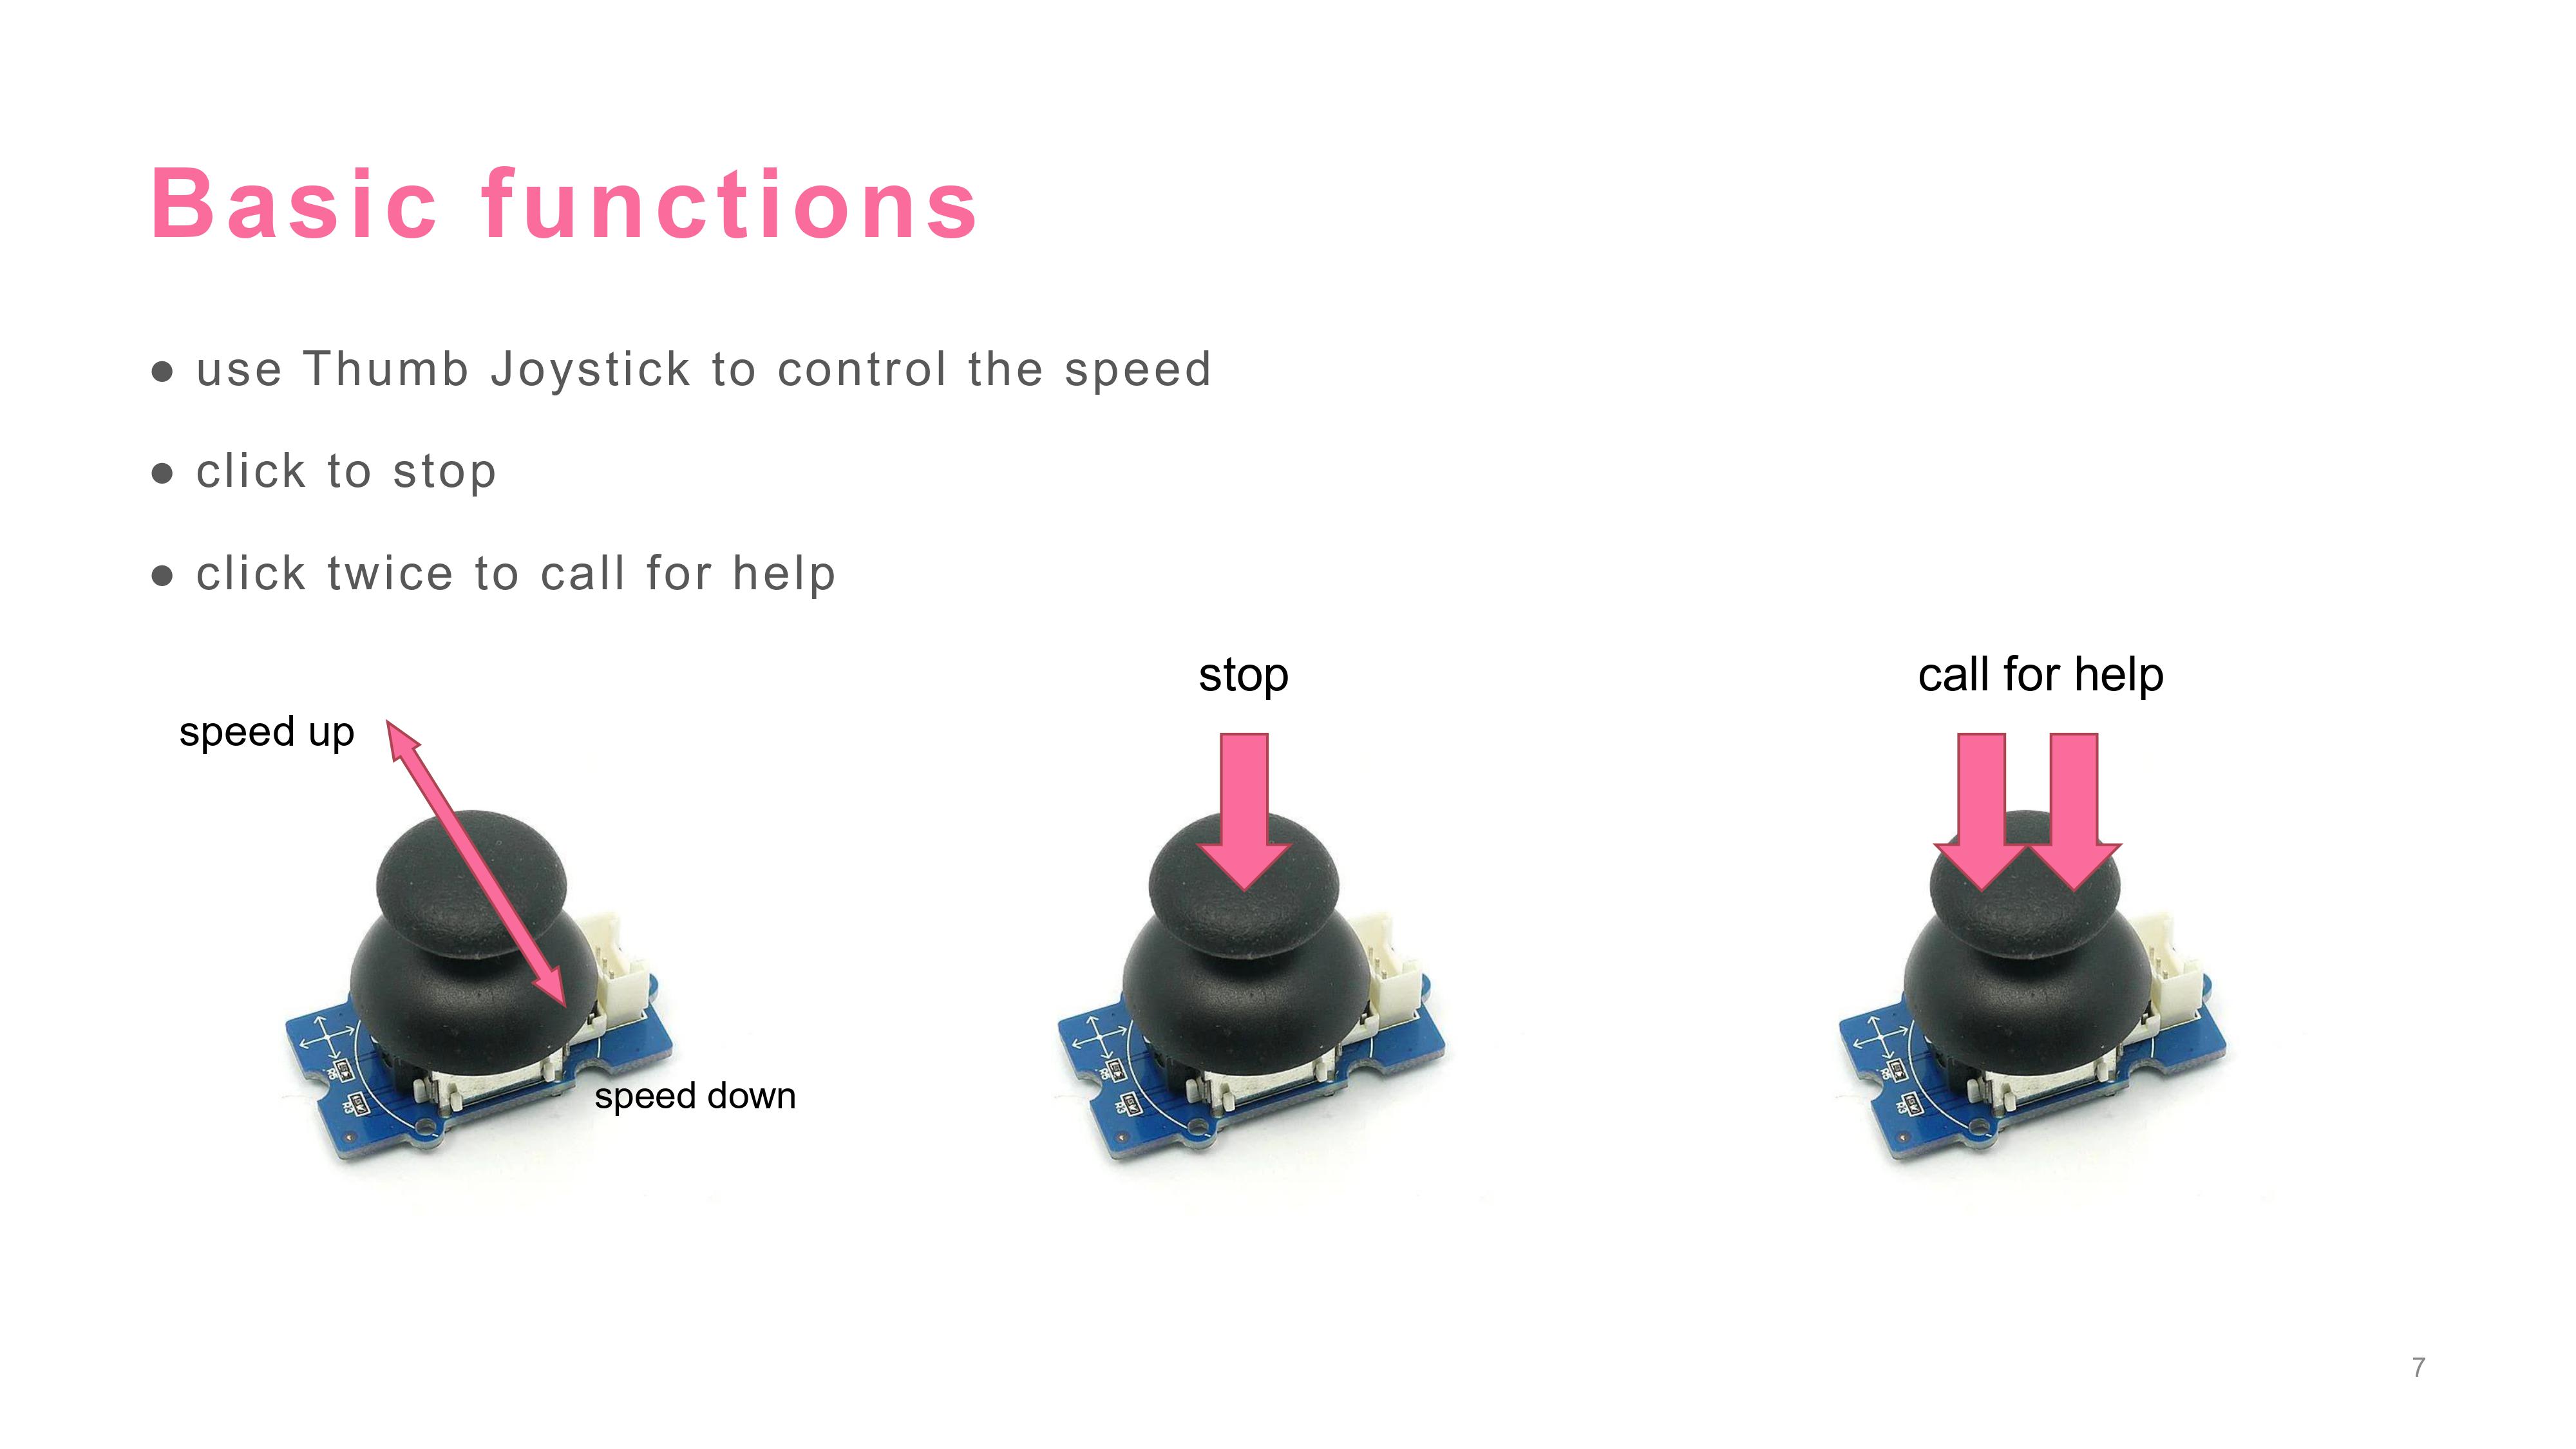 Basic functions
● use Thumb Joystick to control the speed
● click to stop
● click twice to call for help
stop
call for help
speed up
speed down
7